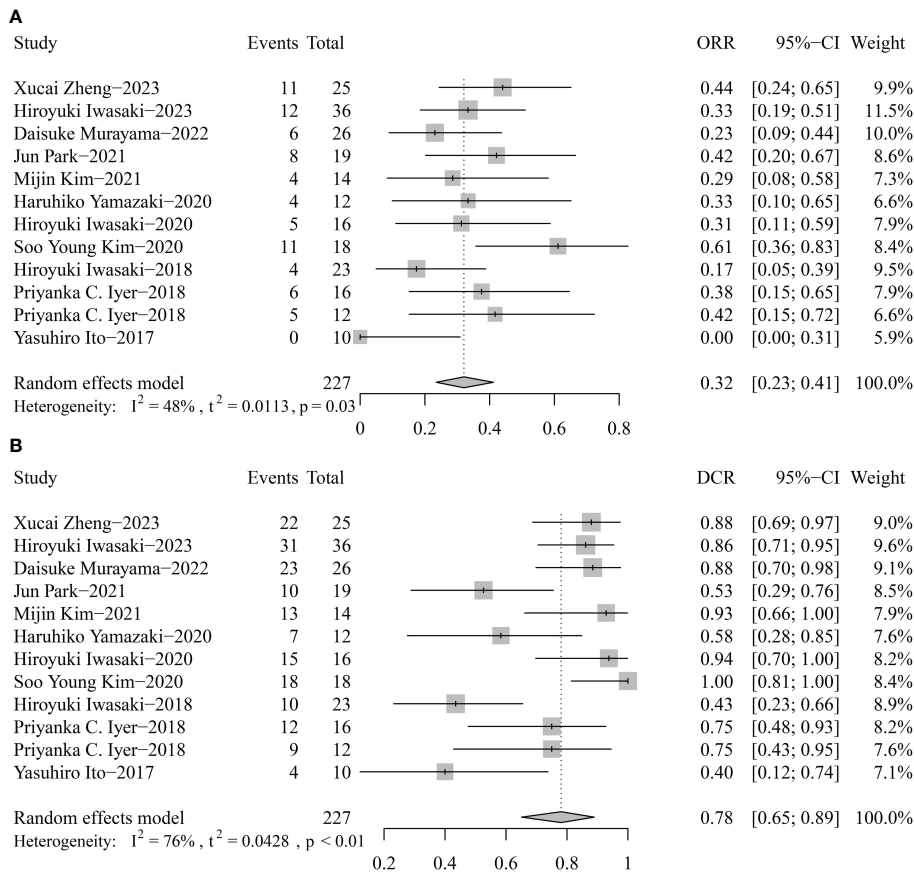 A
Study Events Total ORR 95%−CI Weight
Xucai Zheng−2023 11 25 0.44 [0.24; 0.65] 9.9%
Hiroyuki Iwasaki−2023 12 36 0.33 [0.19; 0.51] 11.5%
Daisuke Murayama−2022 6 26 0.23 [0.09; 0.44] 10.0%
Jun Park−2021 8 19 0.42 [0.20; 0.67] 8.6%
Mijin Kim−2021 4 14 0.29 [0.08; 0.58] 7.3%
Haruhiko Yamazaki−2020 4 12 0.33 [0.10; 0.65] 6.6%
Hiroyuki Iwasaki−2020 5 16 0.31 [0.11; 0.59] 7.9%
Soo Young Kim−2020 11 18 0.61 [0.36; 0.83] 8.4%
Hiroyuki Iwasaki−2018 4 23 0.17 [0.05; 0.39] 9.5%
Priyanka C. Iyer−2018 6 16 0.38 [0.15; 0.65] 7.9%
Priyanka C. Iyer−2018 5 12 0.42 [0.15; 0.72] 6.6%
Yasuhiro Ito−2017 0 10 0.00 [0.00; 0.31] 5.9%
Random effects model 227 0.32 [0.23; 0.41] 100.0%
Heterogeneity: I² = 48% , t² = 0.0113, p = 0.03
0 0.2 0.4 0.6 0.8
B
Study Events Total DCR 95%−CI Weight
Xucai Zheng−2023 22 25 0.88 [0.69; 0.97] 9.0%
Hiroyuki Iwasaki−2023 31 36 0.86 [0.71; 0.95] 9.6%
Daisuke Murayama−2022 23 26 0.88 [0.70; 0.98] 9.1%
Jun Park−2021 10 19 0.53 [0.29; 0.76] 8.5%
Mijin Kim−2021 13 14 0.93 [0.66; 1.00] 7.9%
Haruhiko Yamazaki−2020 7 12 0.58 [0.28; 0.85] 7.6%
Hiroyuki Iwasaki−2020 15 16 0.94 [0.70; 1.00] 8.2%
Soo Young Kim−2020 18 18 1.00 [0.81; 1.00] 8.4%
Hiroyuki Iwasaki−2018 10 23 0.43 [0.23; 0.66] 8.9%
Priyanka C. Iyer−2018 12 16 0.75 [0.48; 0.93] 8.2%
Priyanka C. Iyer−2018 9 12 0.75 [0.43; 0.95] 7.6%
Yasuhiro Ito−2017 4 10 0.40 [0.12; 0.74] 7.1%
Random effects model 227 0.78 [0.65; 0.89] 100.0%
Heterogeneity: I² = 76% , t² = 0.0428 , p < 0.01
0.2 0.4 0.6 0.8 1